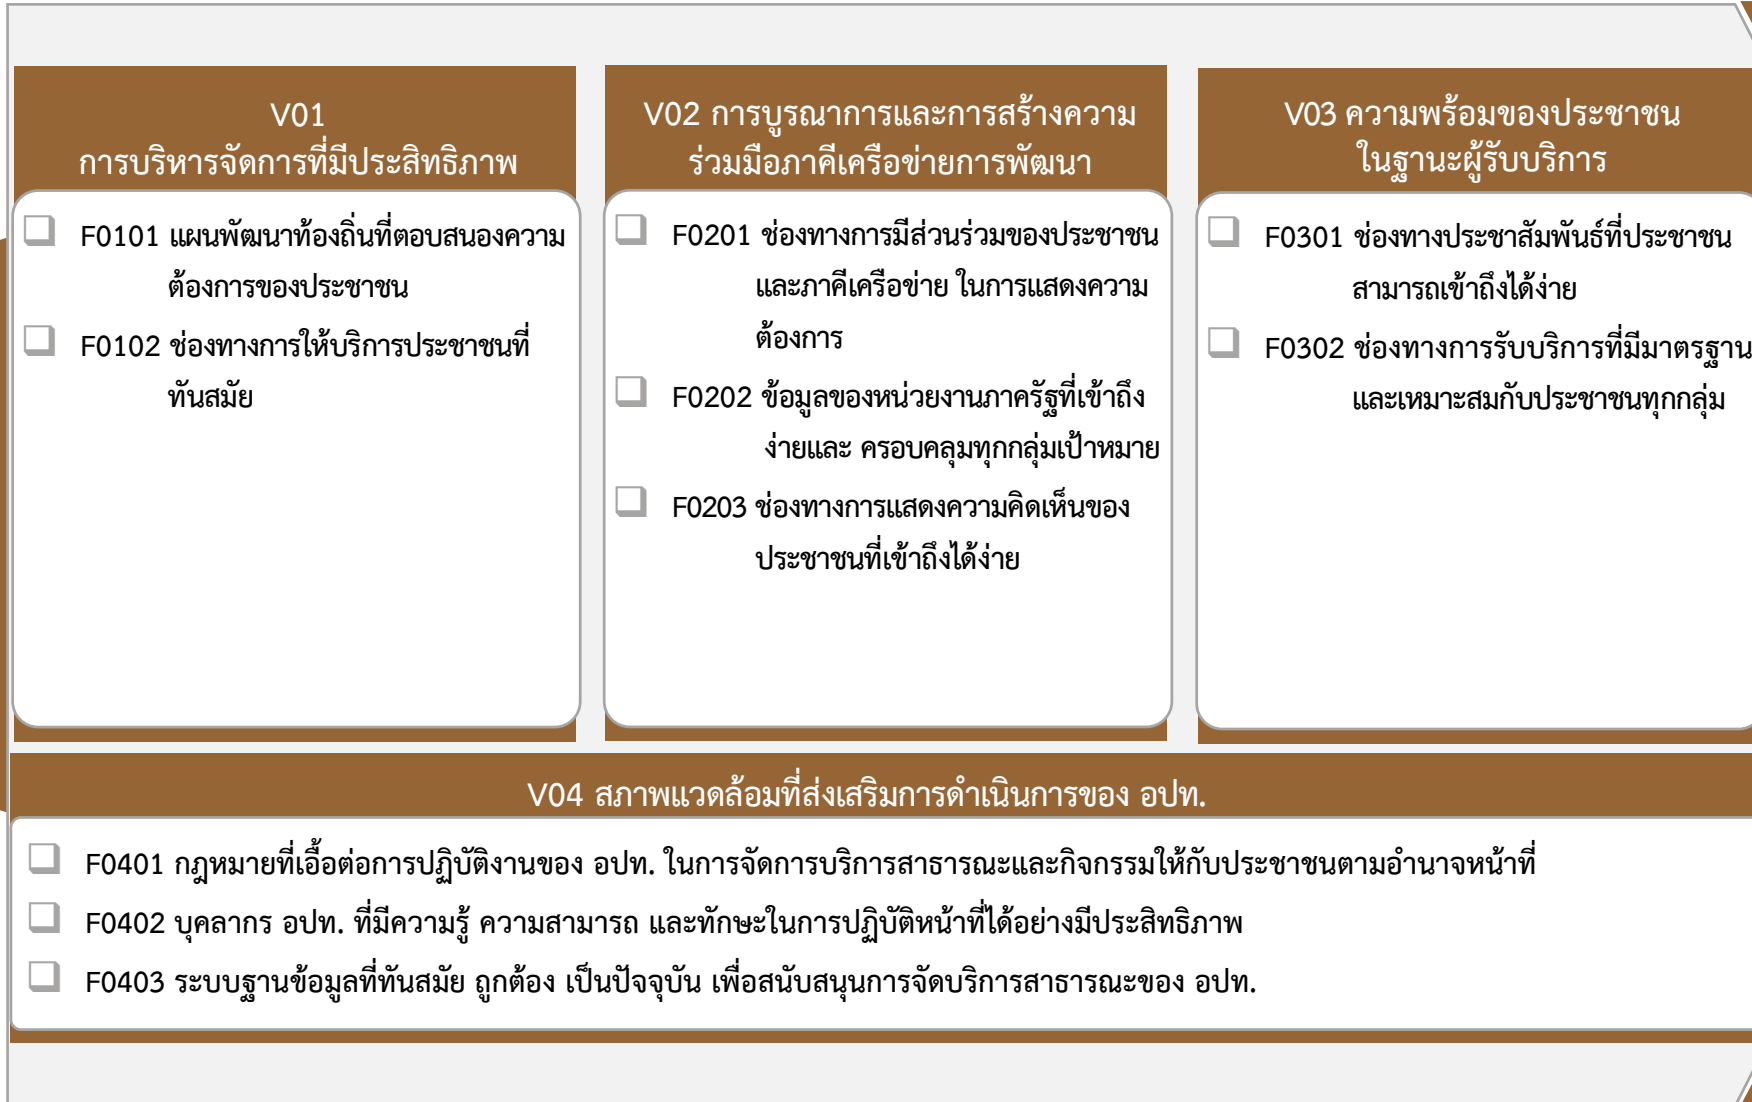 V01
การบริหารจัดการที่มีประสิทธิภาพ
F0101 แผนพัฒนาท้องถิ่นที่ตอบสนองความ
ต้องการของประชาชน
F0102 ช่องทางการให้บริการประชาชนที่
ทันสมัย
V02 การบูรณาการและการสร้างความ
ร่วมมือภาคีเครือข่ายการพัฒนา
F0201 ช่องทางการมีส่วนร่วมของประชาชน
และภาคีเครือข่าย ในการแสดงความ
ต้องการ
F0202 ข้อมูลของหน่วยงานภาครัฐที่เข้าถึง
ง่ายและ ครอบคลุมทุกกลุ่มเป้าหมาย
F0203 ช่องทางการแสดงความคิดเห็นของ
ประชาชนที่เข้าถึงได้ง่าย
V03 ความพร้อมของประชาชน
ในฐานะผู้รับบริการ
F0301 ช่องทางประชาสัมพันธ์ที่ประชาชน
สามารถเข้าถึงได้ง่าย
F0302 ช่องทางการรับบริการที่มีมาตรฐาน
และเหมาะสมกับประชาชนทุกกลุ่ม
V04 สภาพแวดล้อมที่ส่งเสริมการดำเนินการของ อปท.
F0401 กฎหมายที่เอื้อต่อการปฏิบัติงานของ อปท. ในการจัดการบริการสาธารณะและกิจกรรมให้กับประชาชนตามอำนาจหน้าที่
F0402 บุคลากร อปท. ที่มีความรู้ ความสามารถ และทักษะในการปฏิบัติหน้าที่ได้อย่างมีประสิทธิภาพ
F0403 ระบบฐานข้อมูลที่ทันสมัย ถูกต้อง เป็นปัจจุบัน เพื่อสนับสนุนการจัดบริการสาธารณะของ อปท.